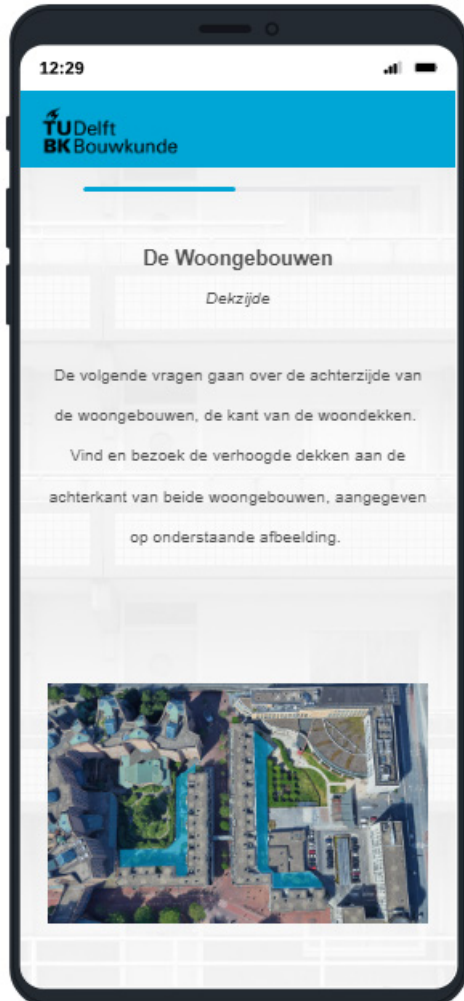 12:29
TUDelft
BK Bouwkunde
De Woongebouwen
Dekzijde
De volgende vragen gaan over de achterzijde van
de woongebouwen, de kant van de woondekken.
Vind en bezoek de verhoogde dekken aan de
achterkant van beide woongebouwen, aangegeven
op onderstaande afbeelding.